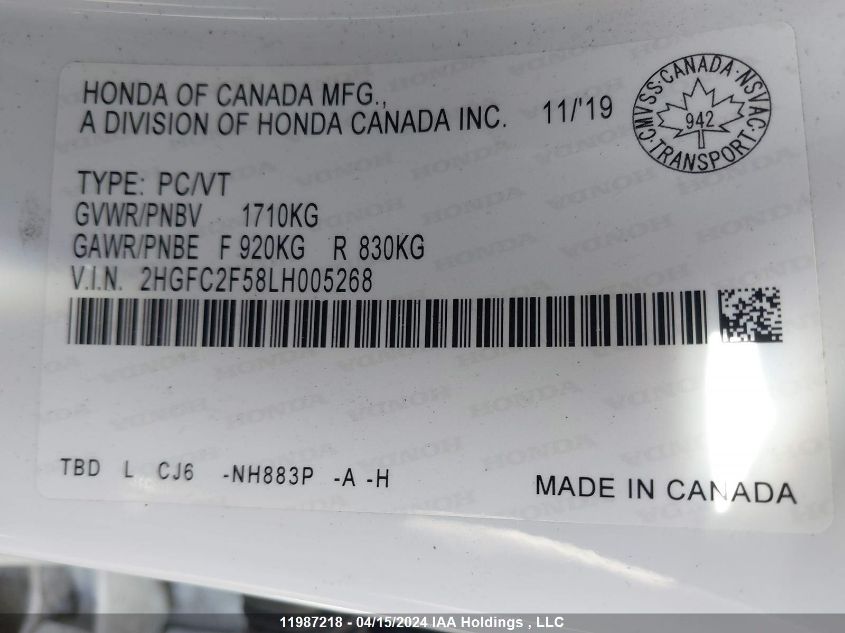 HONDA OF CANADA MFG.,
A DIVISION OF HONDA CANADA INC. 11/'19
CMVSS·CANADA·NSVAC·TRANSPORT·
942
TYPE: PC/VT
GVWR/PNBV 1710KG
GAWR/PNBE F 920KG R 830KG
V.I.N. 2HGFC2F58LH005268
TBD L CJ6 -NH883P -A -H
MADE IN CANADA
11987218 - 04/15/2024 IAA Holdings , LLC